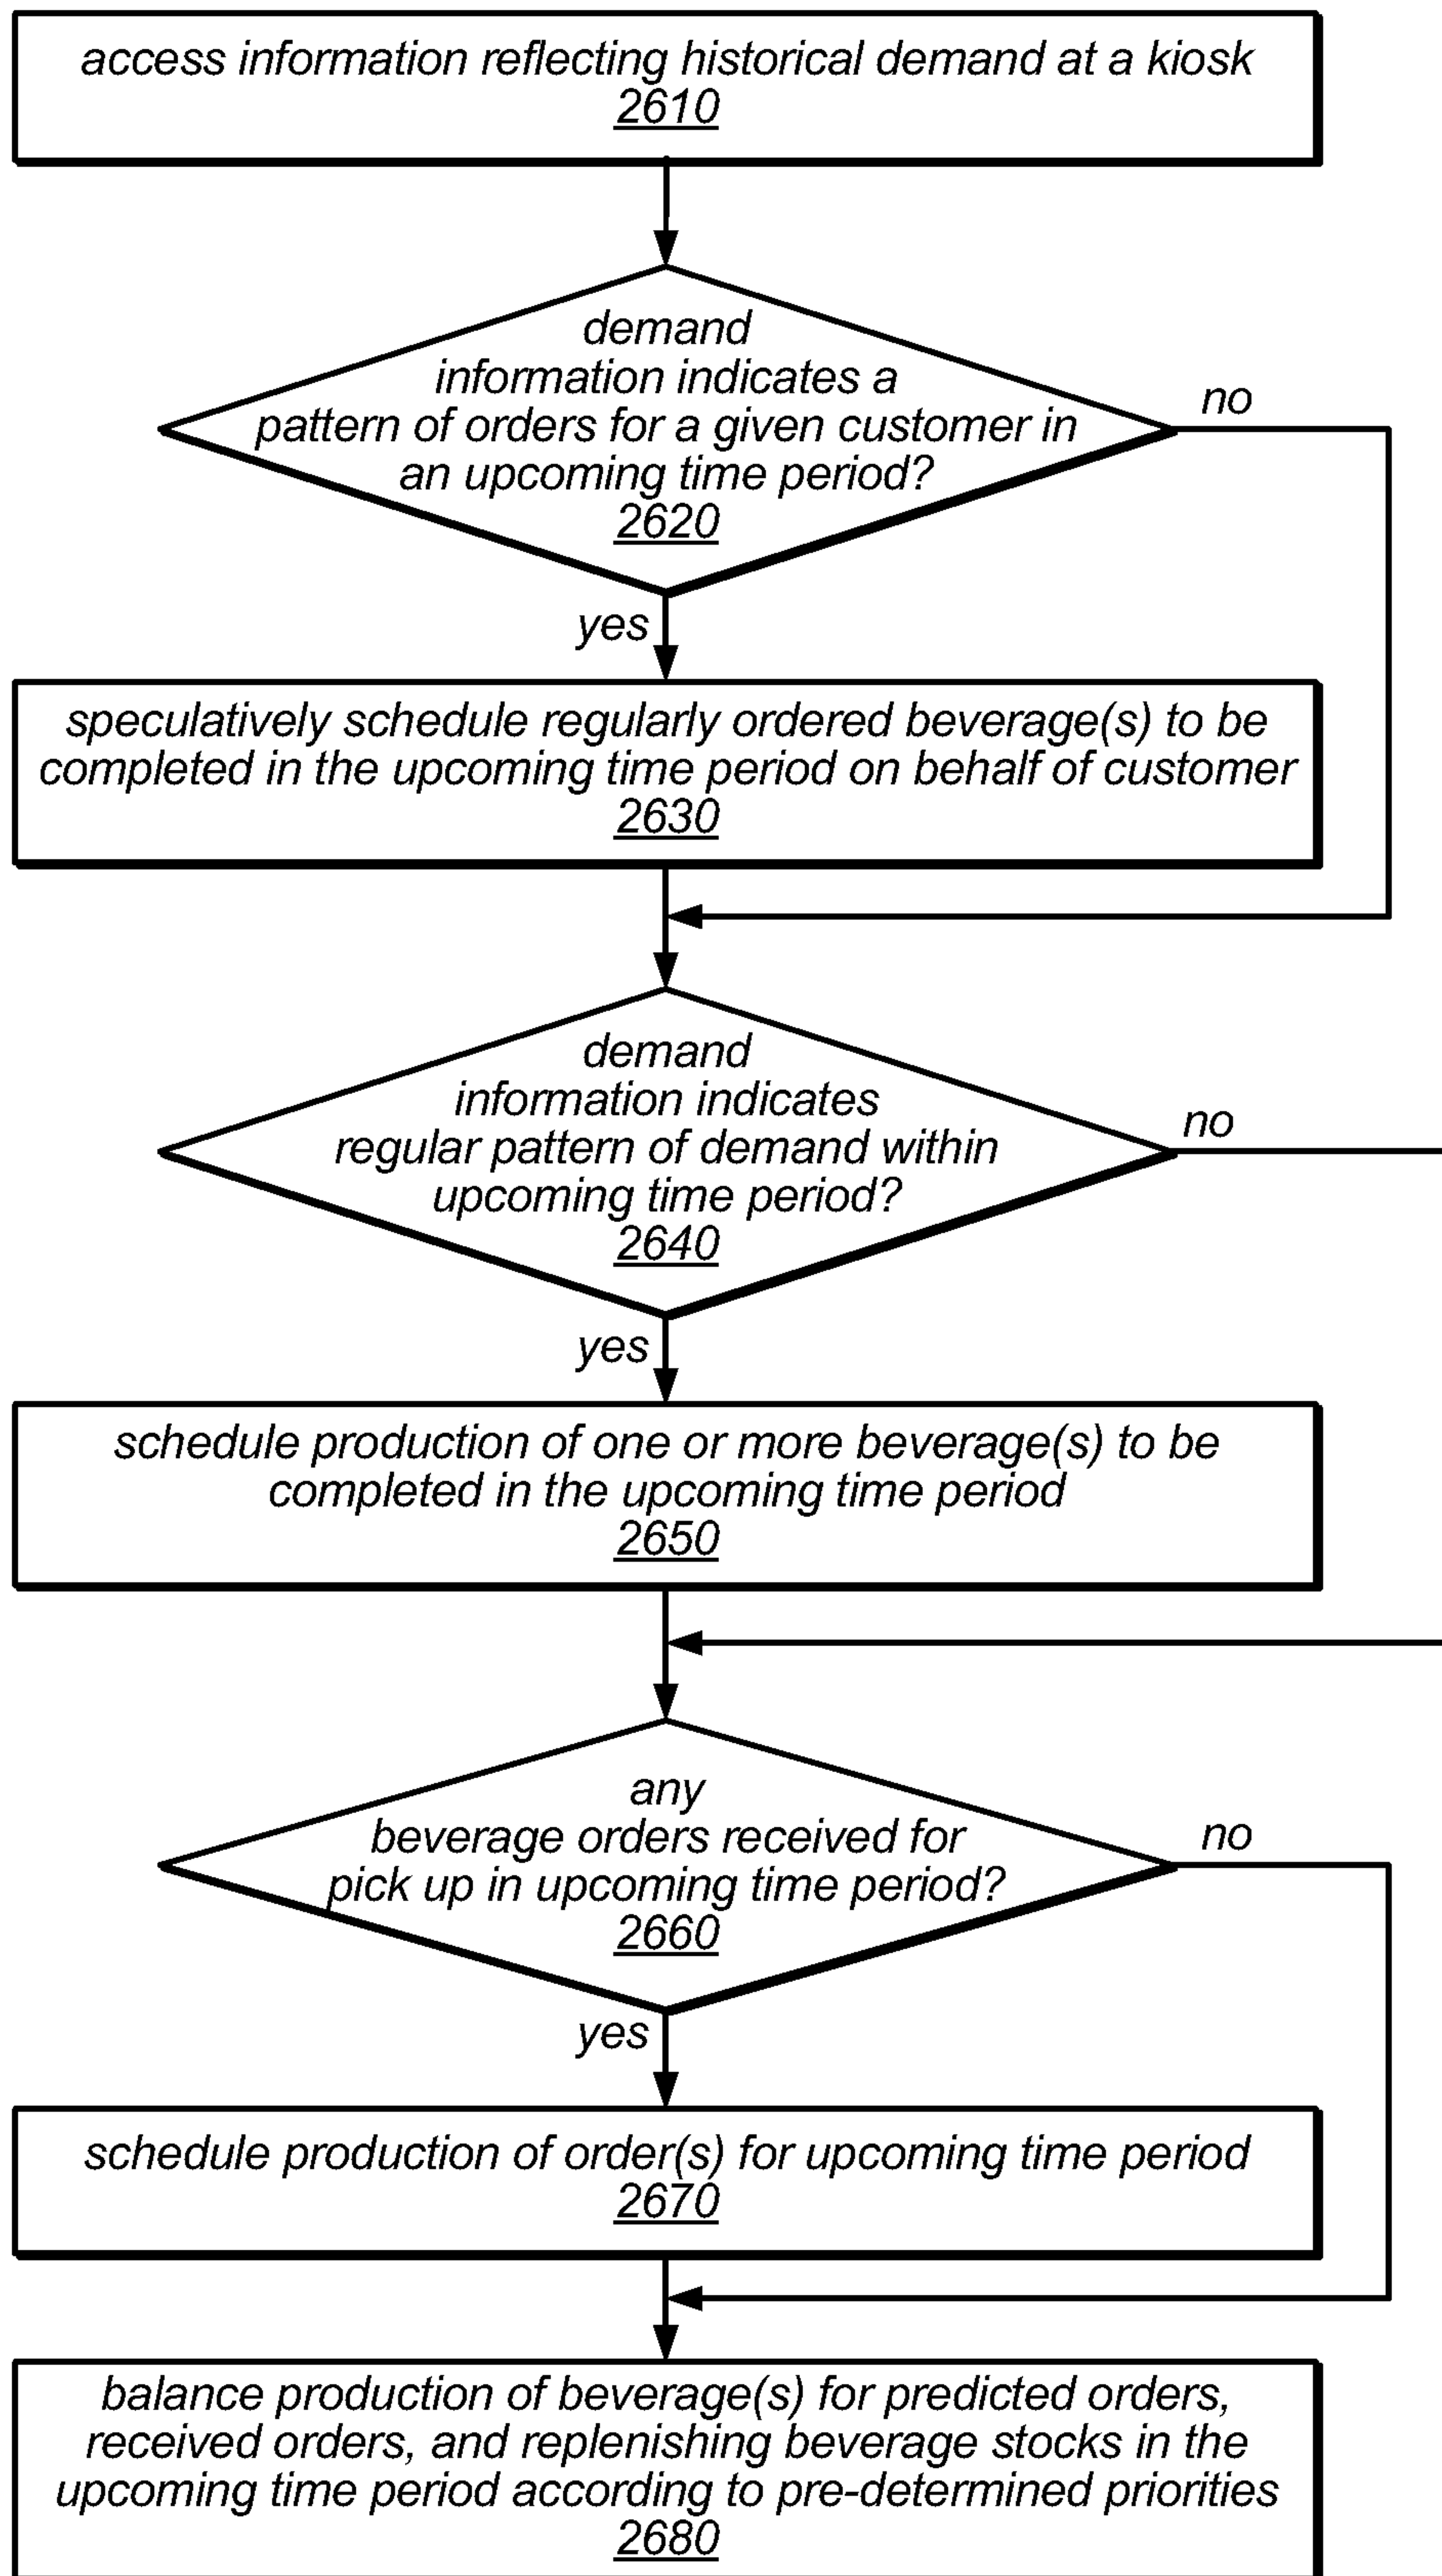 access information reflecting historical demand at a kiosk
2610
demand
information indicates a
pattern of orders for a given customer in
an upcoming time period?
2620
no
yes
speculatively schedule regularly ordered beverage(s) to be
completed in the upcoming time period on behalf of customer
2630
demand
information indicates
regular pattern of demand within
upcoming time period?
2640
no
yes
schedule production of one or more beverage(s) to be
completed in the upcoming time period
2650
any
beverage orders received for
pick up in upcoming time period?
2660
no
yes
schedule production of order(s) for upcoming time period
2670
balance production of beverage(s) for predicted orders,
received orders, and replenishing beverage stocks in the
upcoming time period according to pre-determined priorities
2680